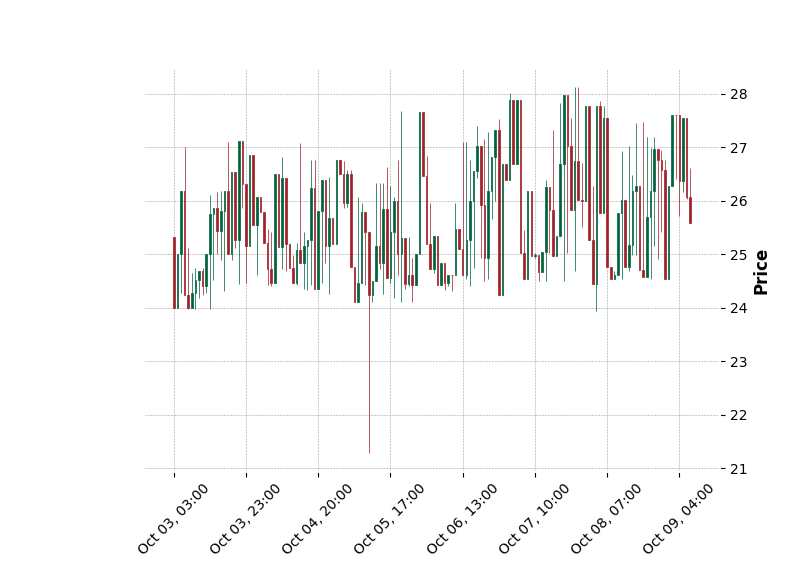 28
27
26
25
24
23
22
21
Price
Oct 03, 03:00
Oct 03, 23:00
Oct 04, 20:00
Oct 05, 17:00
Oct 06, 13:00
Oct 07, 10:00
Oct 08, 07:00
Oct 09, 04:00